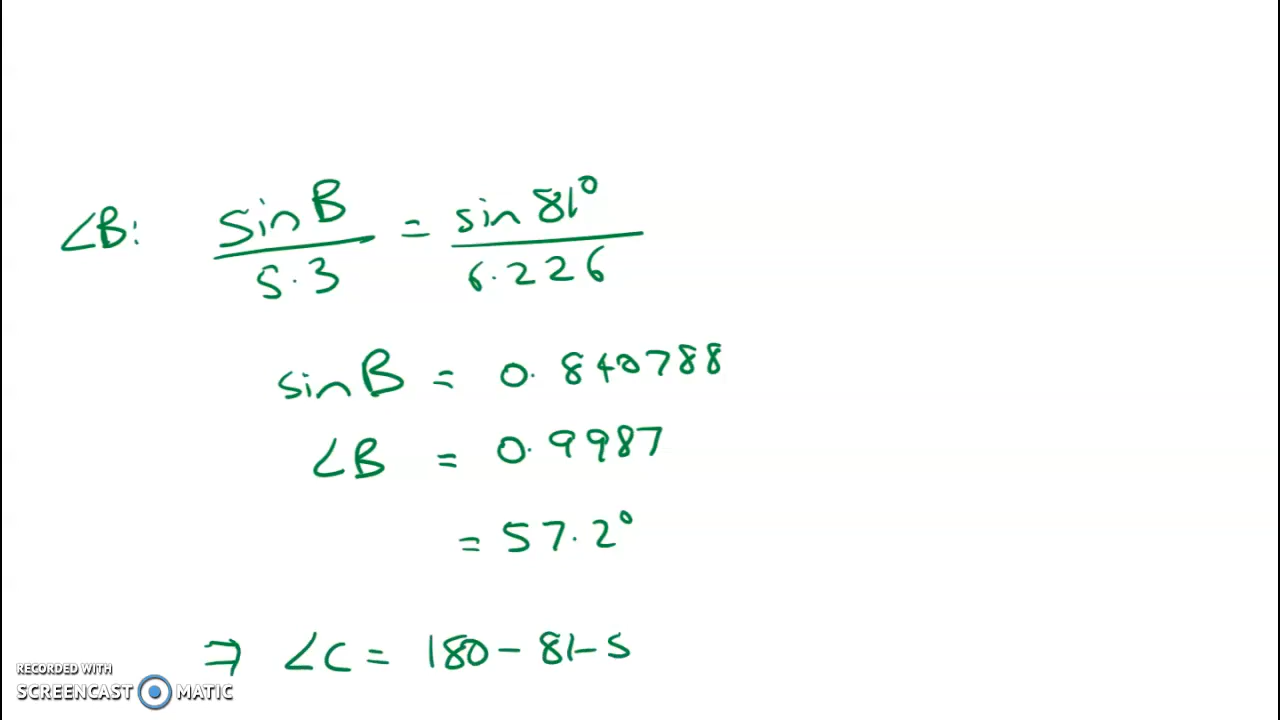 ∠B: sin B / 5.3 = sin 81° / 6.226
sin B = 0.840788
∠B = 0.9987
= 57.2°
⇒ ∠C = 180 - 81 - 5
RECORDED WITH
SCREENCAST MATIC